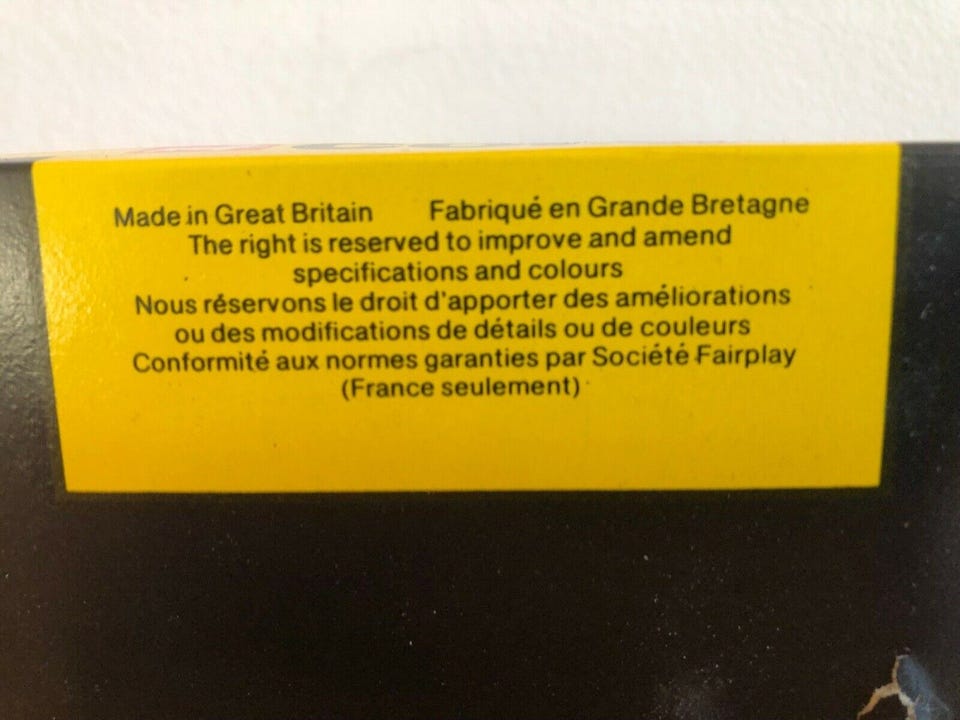 Made in Great Britain Fabriqué en Grande Bretagne
The right is reserved to improve and amend
specifications and colours
Nous réservons le droit d'apporter des améliorations
ou des modifications de détails ou de couleurs
Conformité aux normes garanties par Société Fairplay
(France seulement)